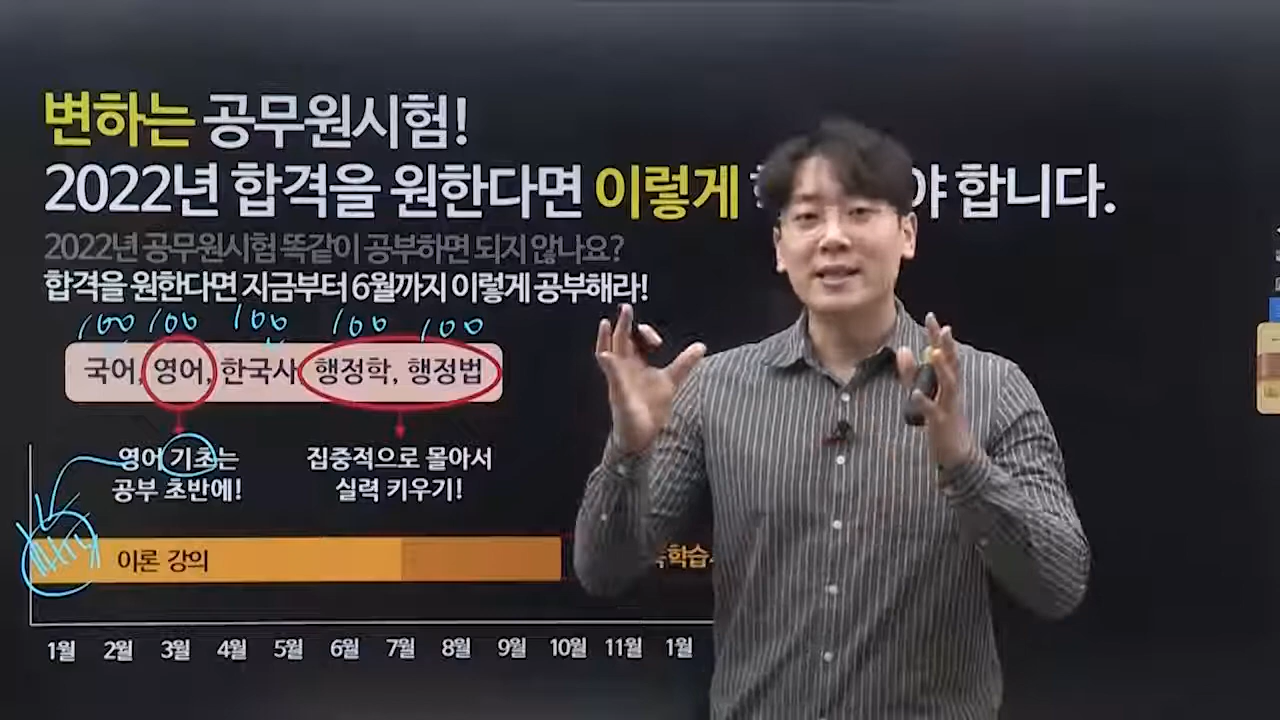 변하는 공무원시험!
2022년 합격을 원한다면 이렇게 야 합니다.
2022년 공무원시험 똑같이 공부하면 되지 않나요?
합격을 원한다면 지금부터 6월까지 이렇게 공부해라!
100 100 100 100 100
국어, 영어, 한국사 행정학, 행정법
영어 기초는
공부 초반에!
집중적으로 몰아서
실력 키우기!
이론 강의
학습
1월 2월 3월 4월 5월 6월 7월 8월 9월 10월 11월 1월